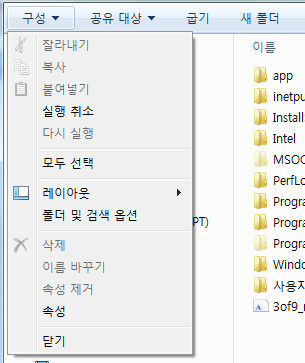 구성 공유 대상 굽기 새 폴더
잘라내기
복사
붙여넣기
실행 취소
다시 실행
모두 선택
레이아웃
폴더 및 검색 옵션
삭제
이름 바꾸기
속성 제거
속성
닫기
PT)
이름
app
inetpu
Install
Intel
MSOC
PerfLo
Progra
Progra
Progra
Windo
사용자
3of9_n